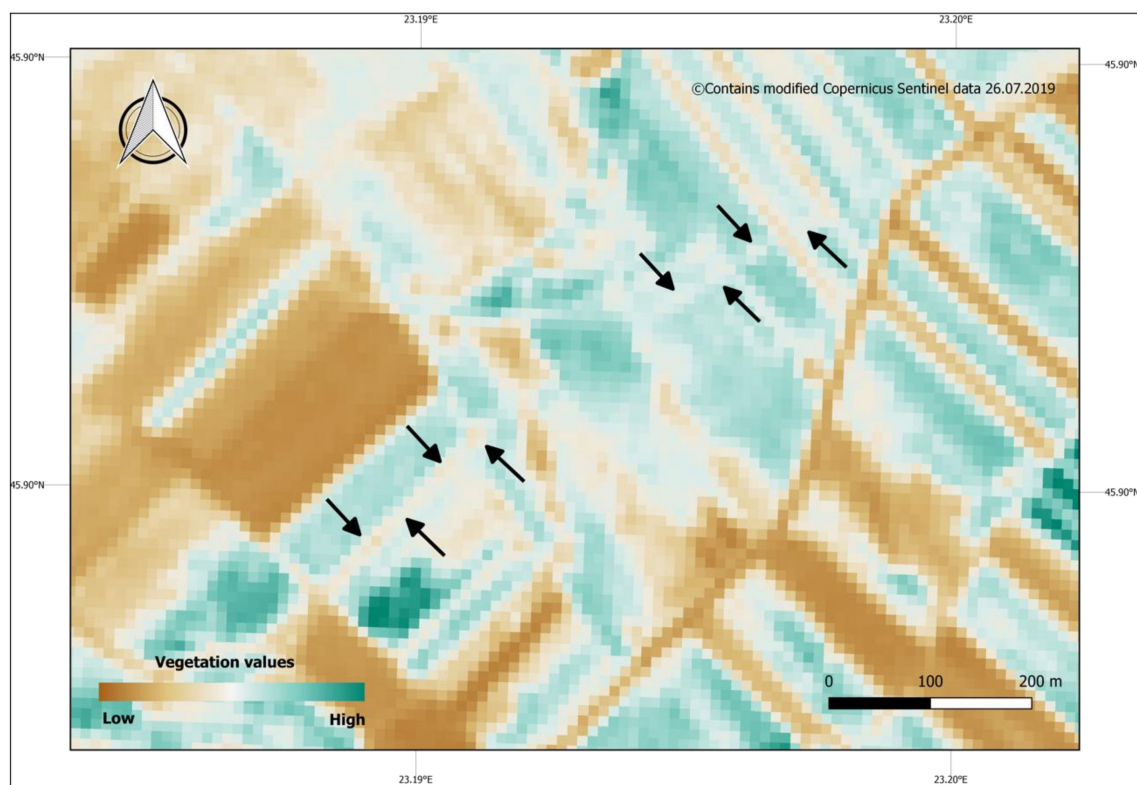 23.19°E 23.20°E
45.90°N 45.90°N
©Contains modified Copernicus Sentinel data 26.07.2019
45.90°N 45.90°N
Vegetation values
Low High
0 100 200 m
23.19°E 23.20°E